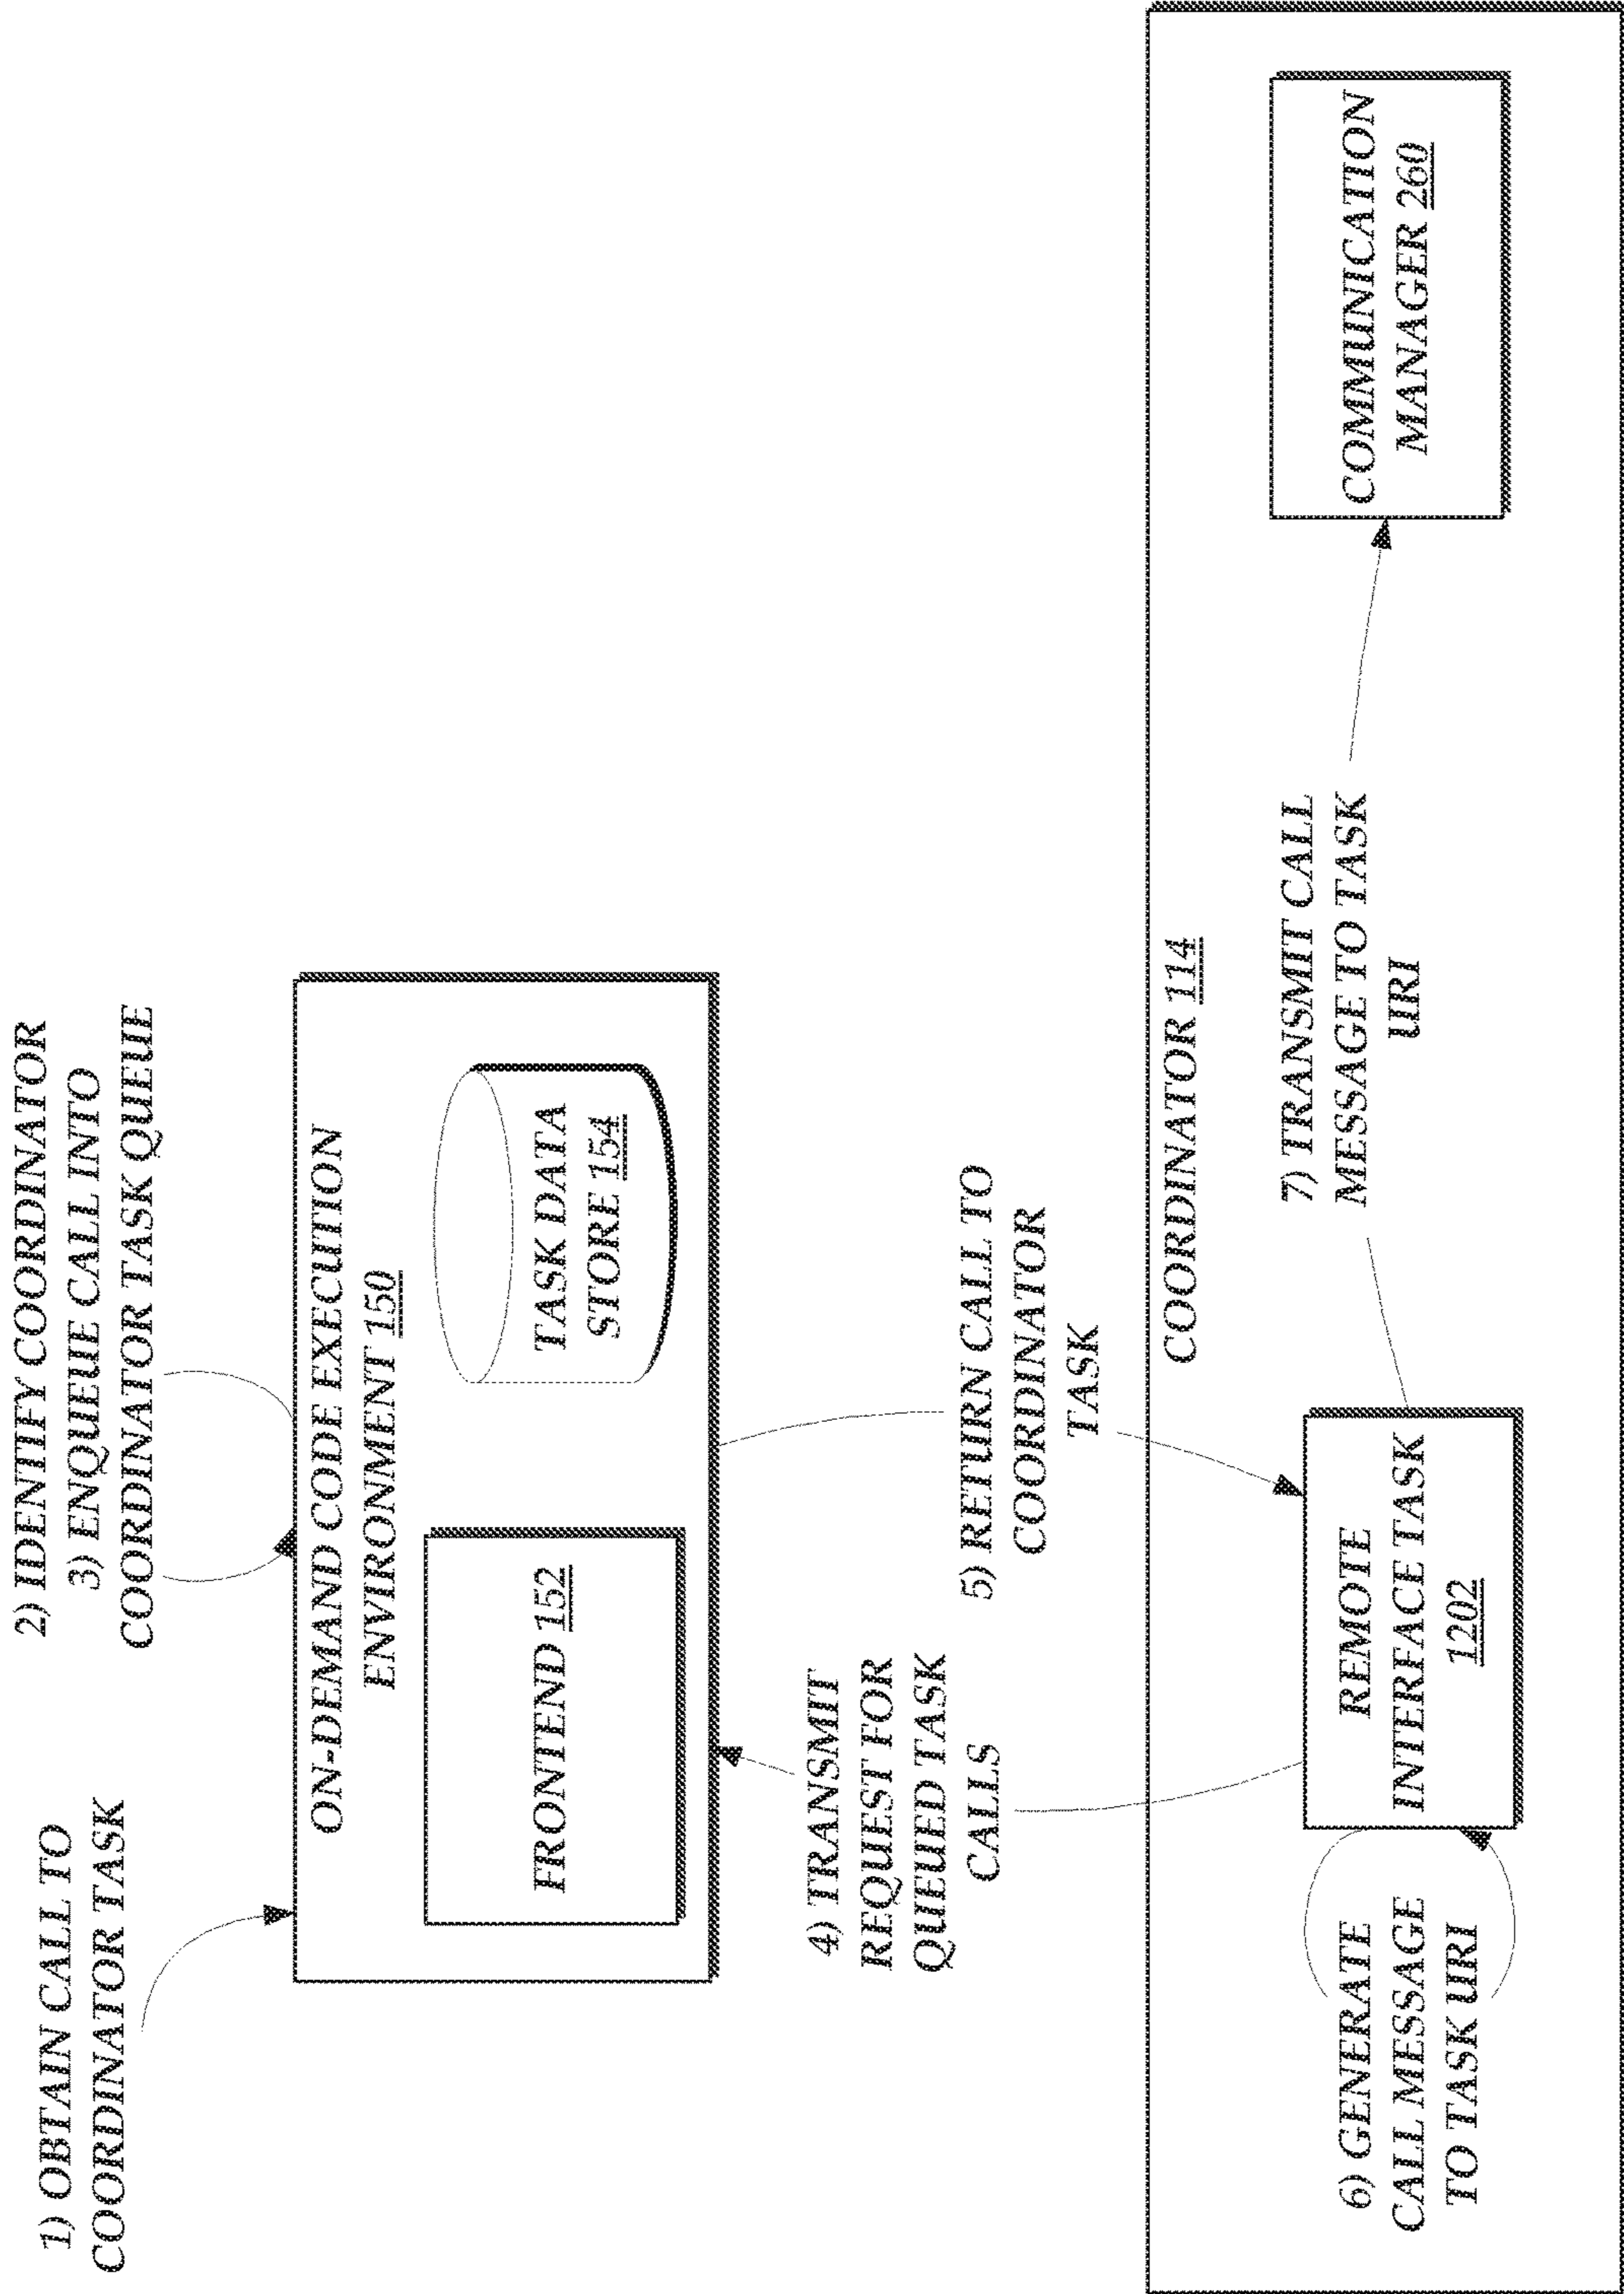 1) OBTAIN CALL TO
COORDINATOR TASK
2) IDENTIFY COORDINATOR
3) ENQUEUE CALL INTO
COORDINATOR TASK QUEUE
ON-DEMAND CODE EXECUTION
ENVIRONMENT 150
FRONTEND 152
TASK DATA
STORE 154
4) TRANSMIT
REQUEST FOR
QUEUED TASK
CALLS
5) RETURN CALL TO
COORDINATOR
TASK
COORDINATOR 114
6) GENERATE
CALL MESSAGE
TO TASK URI
REMOTE
INTERFACE TASK
1202
7) TRANSMIT CALL
MESSAGE TO TASK
URI
COMMUNICATION
MANAGER 260